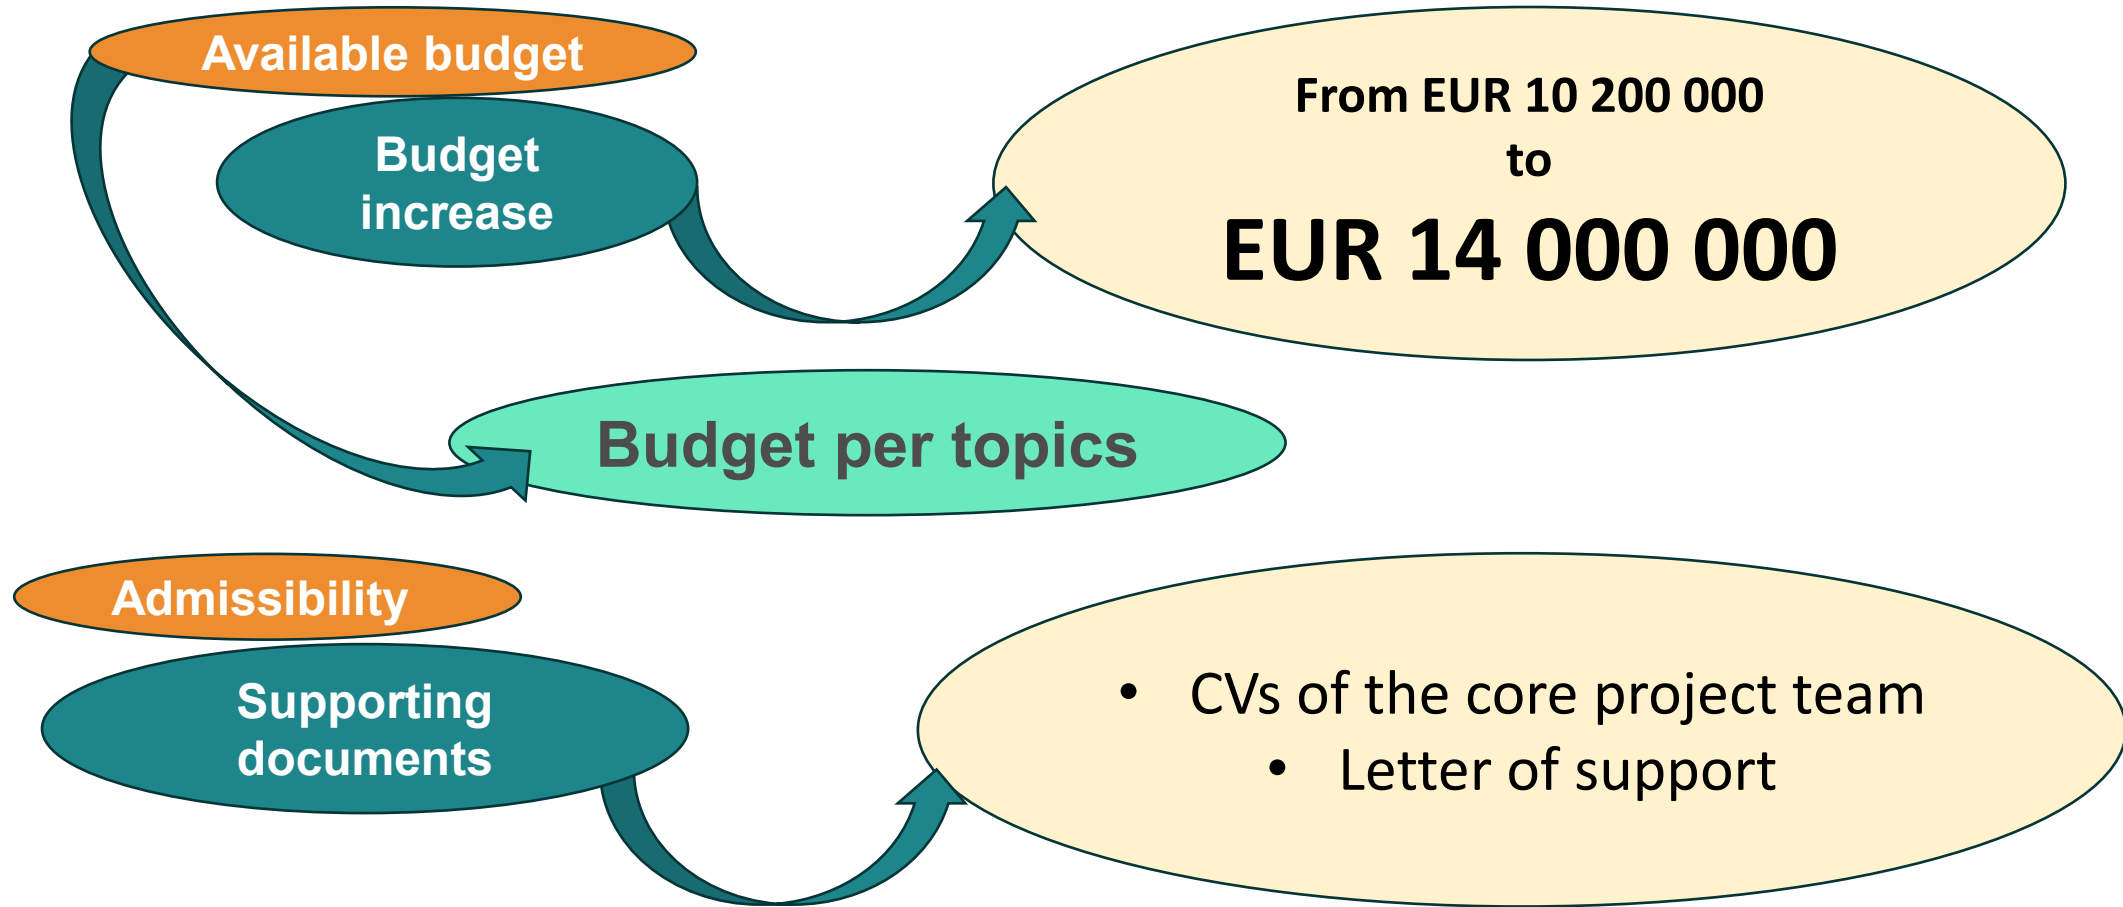 Available budget
Budget
increase
From EUR 10 200 000
to
EUR 14 000 000
Budget per topics
Admissibility
Supporting
documents
• CVs of the core project team
• Letter of support